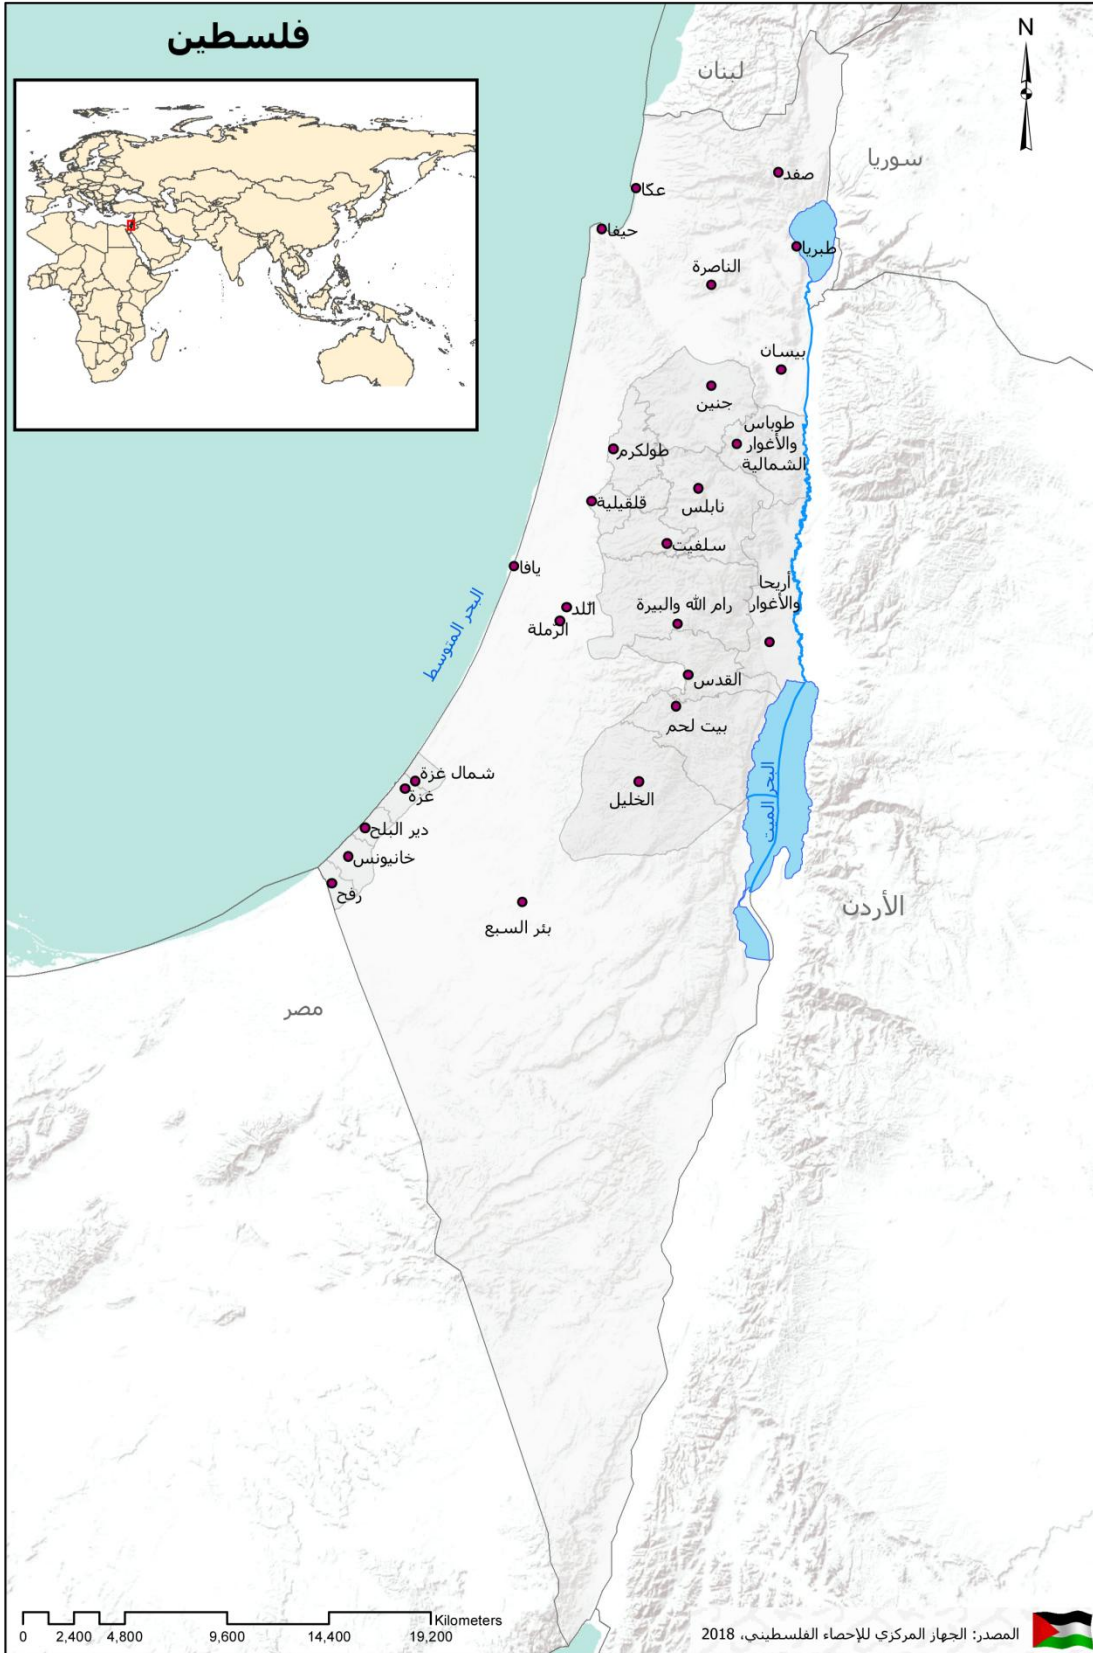 فلسطين
N
لبنان
سوريا
صفد
عكا
حيفا
طبريا
الناصرة
بيسان
جنين
طوباس
والأغوار
الشمالية
طولكرم
نابلس
قلقيلية
سلفيت
يافا
أريحا
والأغوار
اللد
رام الله والبيرة
الرّملة
البحر المتوسط
القدس
بيت لحم
شمال غزة
غزة
الخليل
البحر الميت
دير البلح
خانيونس
رفح
بئر السبع
الأردن
مصر
Kilometers
0 2,400 4,800 9,600 14,400 19,200
المصدر: الجهاز المركزي للإحصاء الفلسطيني، 2018